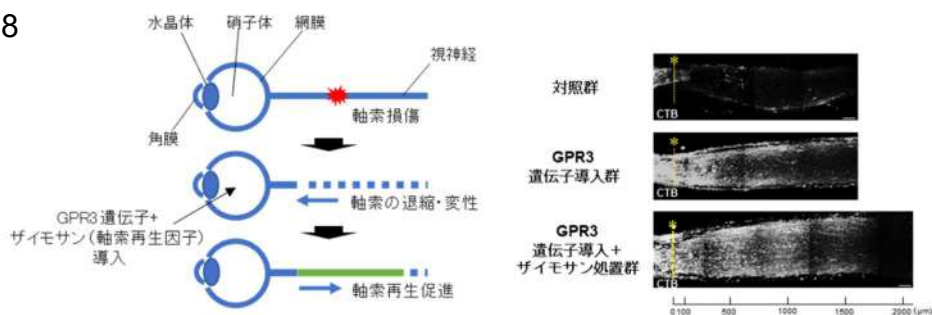 8
水晶体 硝子体 網膜
視神経
角膜
軸索損傷
GPR3遺伝子+
ザイモサン(軸索再生因子)
導入
軸索の退縮・変性
軸索再生促進
対照群
*
CTB
GPR3
遺伝子導入群
*
CTB
GPR3
遺伝子導入+
ザイモサン処置群
*
CTB
0 100 500 1000 1500 2000 (μm)